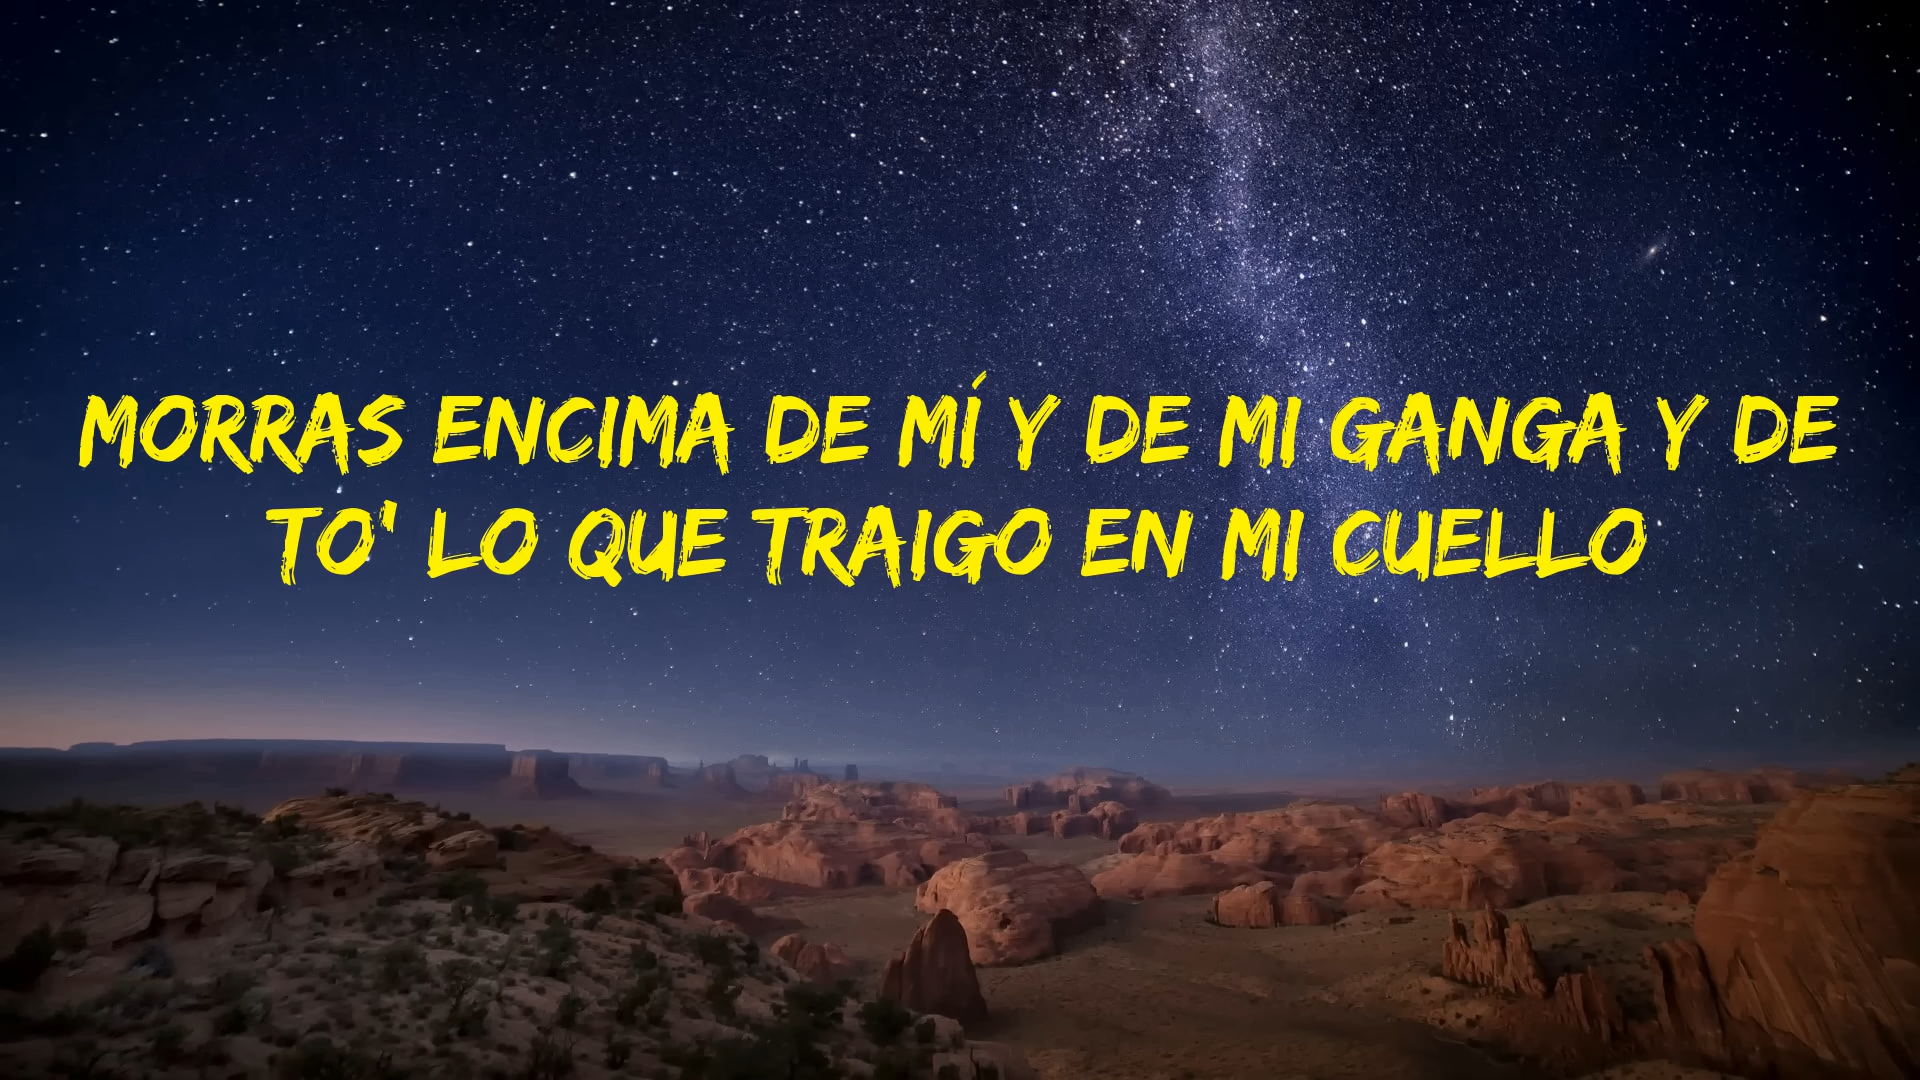 MORRAS ENCIMA DE MÍ Y DE MI GANGA Y DE
TO' LO QUE TRAIGO EN MI CUELLO